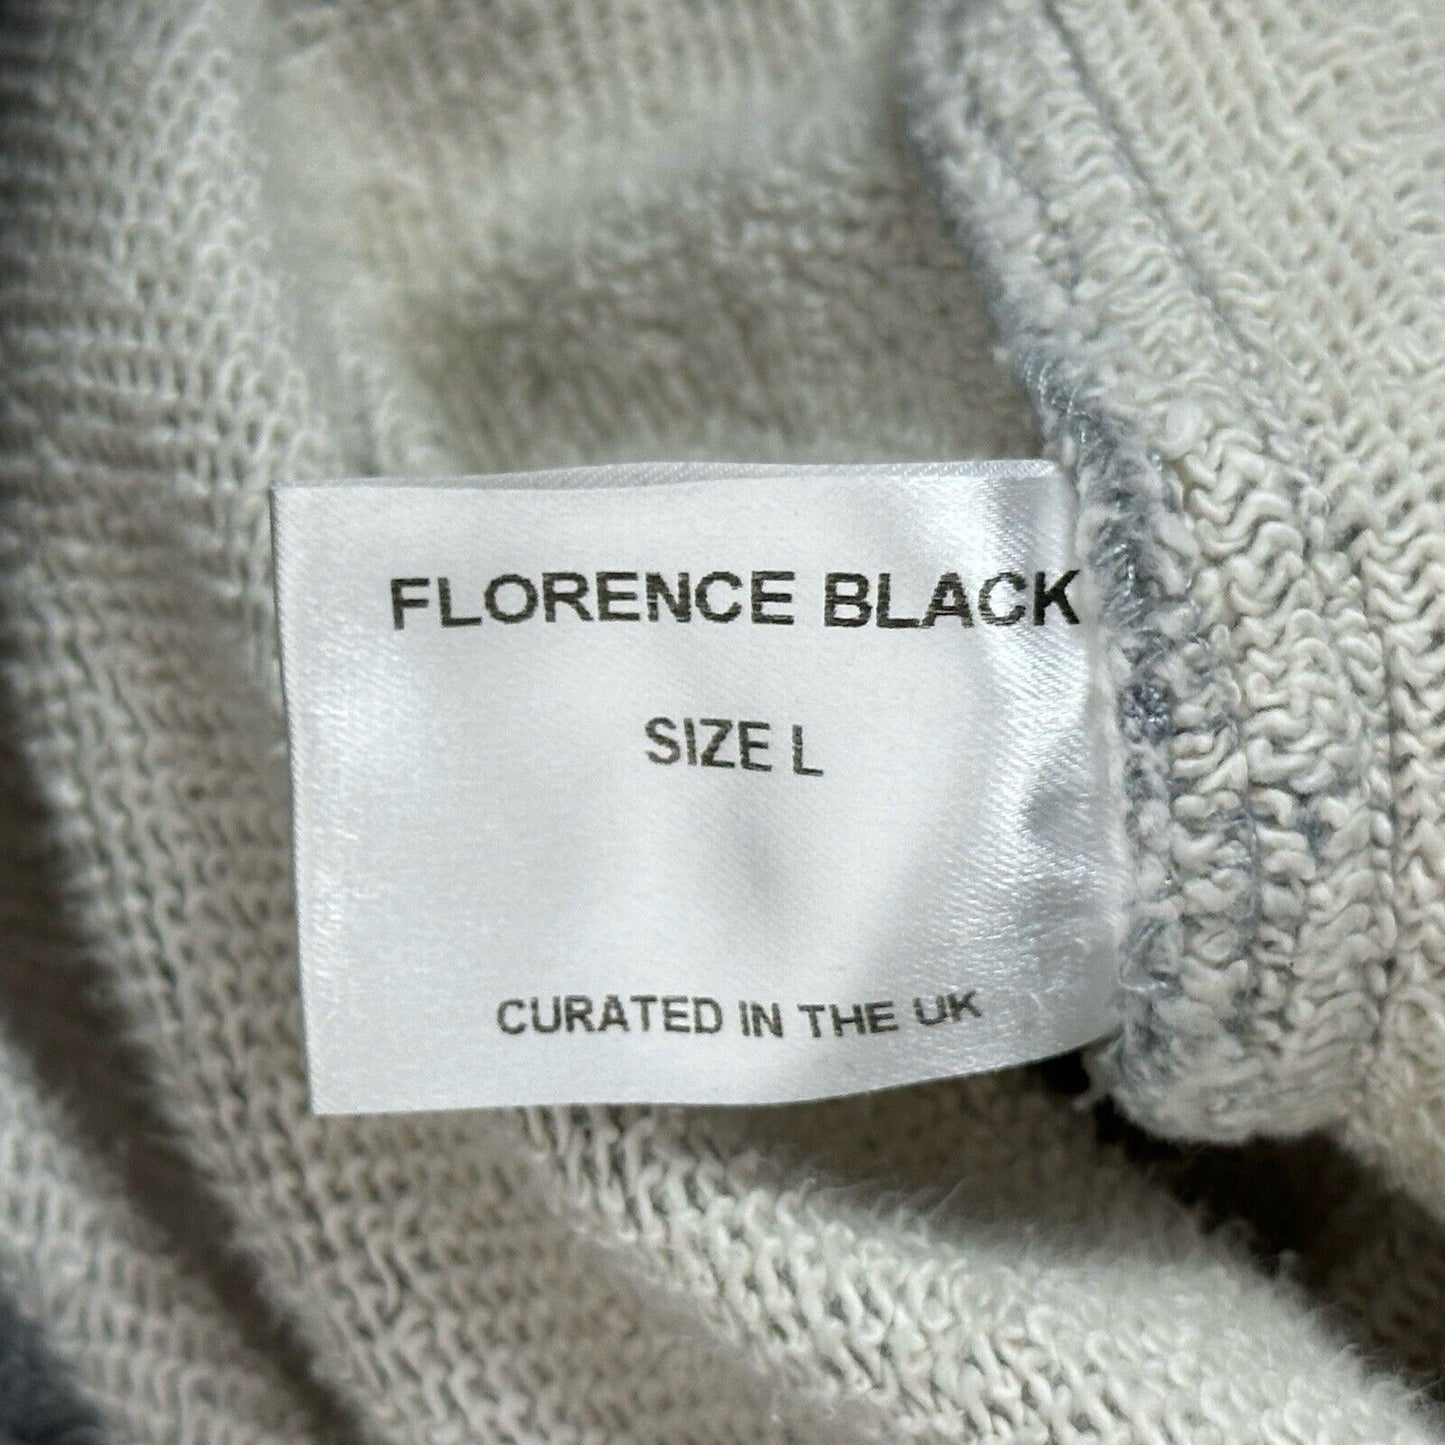 FLORENCE BLACK
SIZE L
CURATED IN THE UK